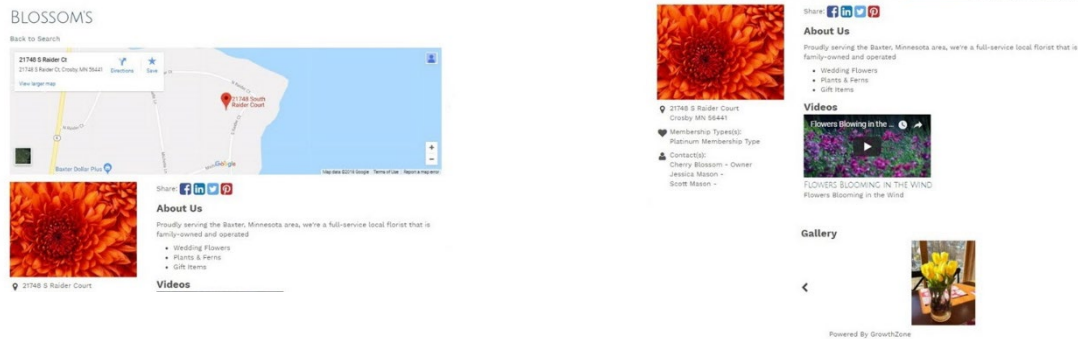 BLOSSOM'S
Back to Search
21748 S Raider Ct
21748 S Raider Ct, Crosby MN 56441
Directions
Save
View larger map
21748 South
Raider Court
N Raider Ct
Baxter Dollar Plus
Google
Map data ©2018 Google
Terms of Use
Report a map error
Share:
About Us
Proudly serving the Baxter, Minnesota area, we're a full-service local florist that is
family-owned and operated
• Wedding Flowers
• Plants & Ferns
• Gift Items
21748 S Raider Court
Videos
21748 S Raider Court
Crosby MN 56441
Membership Types(s):
Platinum Membership Type
Contact(s):
Cherry Blossom - Owner
Jessica Mason -
Scott Mason -
Share:
About Us
Proudly serving the Baxter, Minnesota area, we're a full-service local florist that is
family-owned and operated
• Wedding Flowers
• Plants & Ferns
• Gift Items
Videos
Flowers Blowing in the ...
FLOWERS BLOOMING IN THE WIND
Flowers Blooming in the Wind
Gallery
Powered By GrowthZone